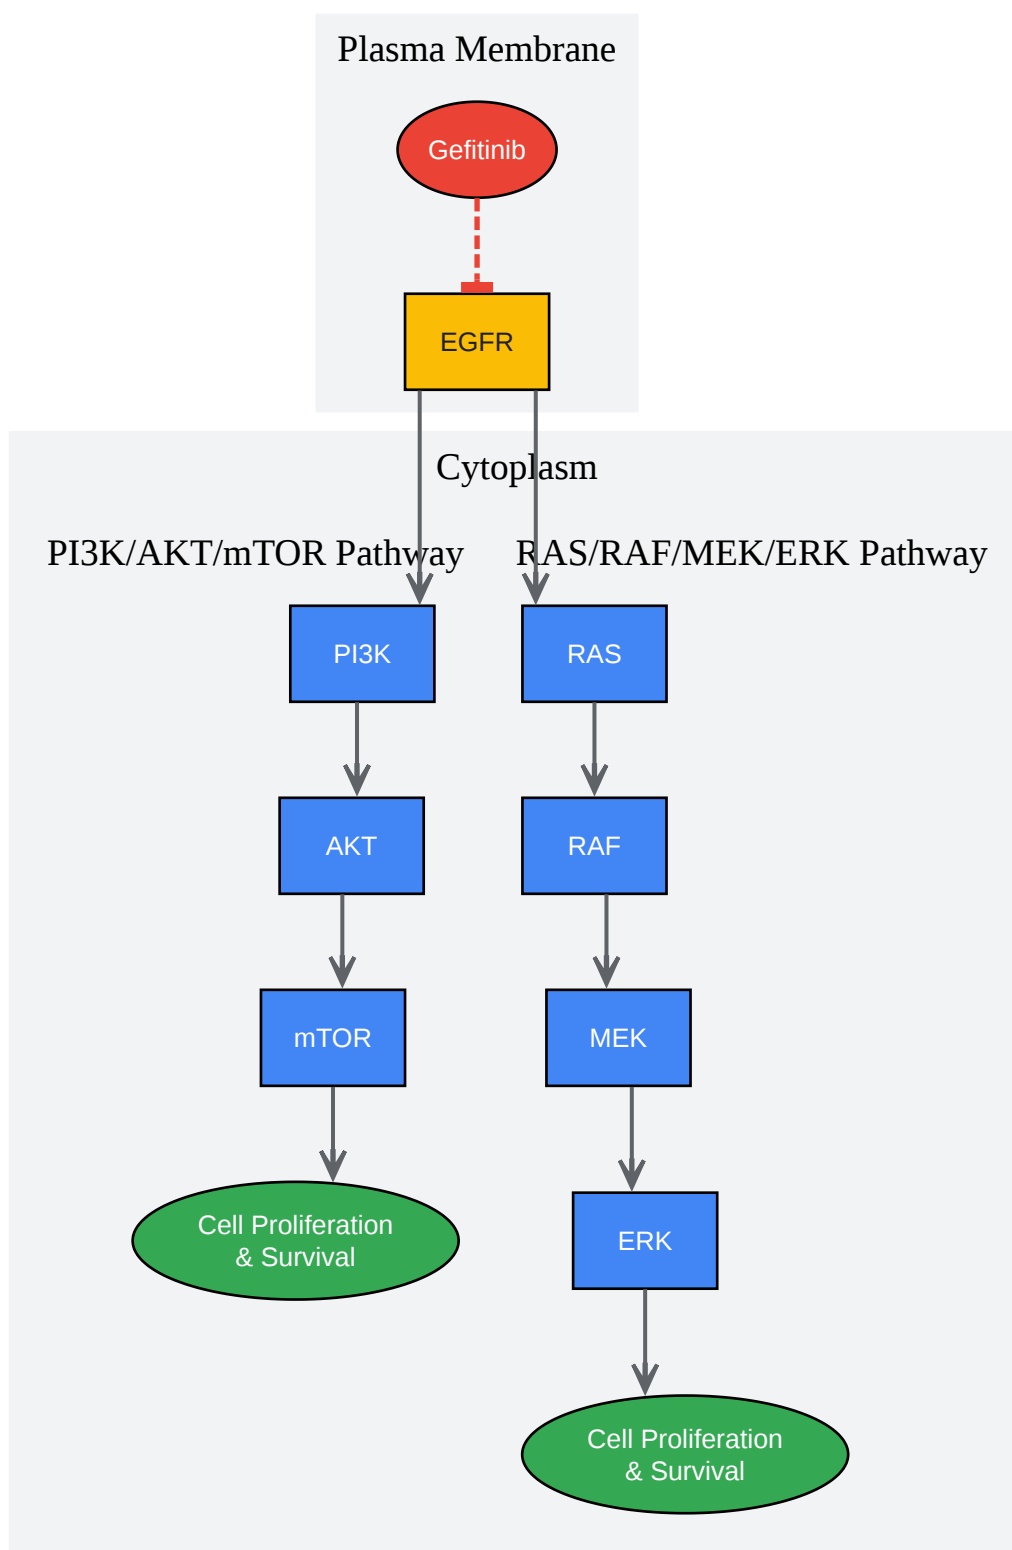 Plasma Membrane
Gefitinib
EGFR
Cytoplasm
PI3K/AKT/mTOR Pathway
RAS/RAF/MEK/ERK Pathway
PI3K
RAS
AKT
RAF
mTOR
MEK
Cell Proliferation
& Survival
ERK
Cell Proliferation
& Survival